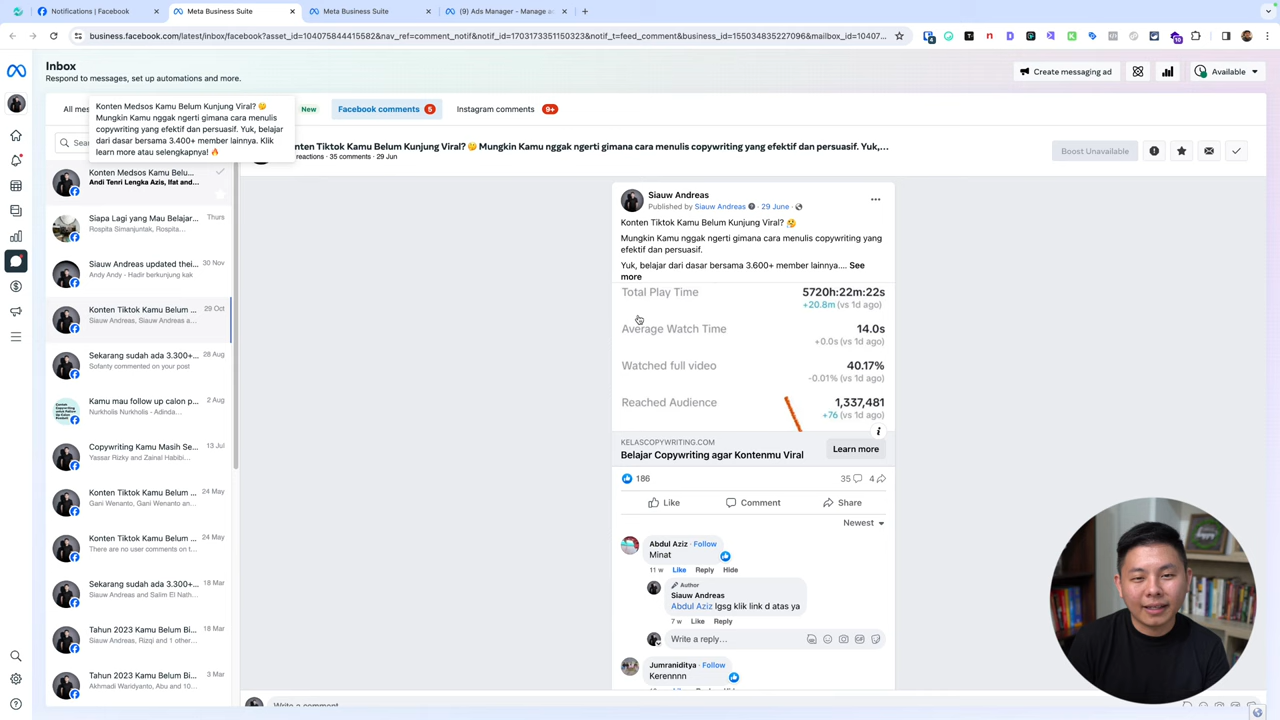 Notifications | Facebook
Meta Business Suite
Meta Business Suite
(9) Ads Manager - Manage a
business.facebook.com/latest/inbox/facebook?asset_id=104075844415582&nav_ref=comment_notif&notif_id=1703173351150323&notif_t=feed_comment&business_id=155034835227096&mailbox_id=10407...
Inbox
Respond to messages, set up automations and more.
Create messaging ad
Available
All mes
New
Facebook comments 5
Instagram comments 9+
Konten Medsos Kamu Belum Kunjung Viral? 🤔
Mungkin Kamu nggak ngerti gimana cara menulis
copywriting yang efektif dan persuasif. Yuk, belajar
dari dasar bersama 3.400+ member lainnya. Klik
learn more atau selengkapnya! 🔥
Sea
Konten Medsos Kamu Belu...
Andi Tenri Lengka Azis, Ifat and...
Siapa Lagi yang Mau Belajar...
Thurs
Rospita Simanjuntak, Rospita...
Siauw Andreas updated thei...
30 Nov
Andy Andy - Hadir berkunjung kak
Konten Tiktok Kamu Belum ...
29 Oct
Siauw Andreas, Siauw Andreas a...
Sekarang sudah ada 3.300+...
28 Aug
Sofanty commented on your post
Kamu mau follow up calon p...
2 Aug
Nurkholis Nurkholis - Adinda...
Copywriting Kamu Masih Se...
13 Jul
Yassar Rizky and Zainal Habibi...
Konten Tiktok Kamu Belum ...
24 May
Gani Wenanto, Gani Wenanto an...
Konten Tiktok Kamu Belum ...
24 May
There are no user comments on t...
Sekarang sudah ada 3.300+...
18 Mar
Siauw Andreas and Salim El Nath...
Tahun 2023 Kamu Belum Bi...
18 Mar
Siauw Andreas, Rizqi and 1 other...
Tahun 2023 Kamu Belum Bi...
3 Mar
Akhmadi Waridyanto, Abu and 10...
onten Tiktok Kamu Belum Kunjung Viral? 🤔 Mungkin Kamu nggak ngerti gimana cara menulis copywriting yang efektif dan persuasif. Yuk,...
reactions · 35 comments · 29 Jun
Boost Unavailable
Siauw Andreas
Published by Siauw Andreas · 29 June ·
Konten Tiktok Kamu Belum Kunjung Viral? 🤔
Mungkin Kamu nggak ngerti gimana cara menulis copywriting yang
efektif dan persuasif.
Yuk, belajar dari dasar bersama 3.600+ member lainnya.... See
more
Total Play Time 5720h:22m:22s
+20.8m (vs 1d ago)
Average Watch Time 14.0s
+0.0s (vs 1d ago)
Watched full video 40.17%
-0.01% (vs 1d ago)
Reached Audience 1,337,481
+76 (vs 1d ago)
KELASCOPYWRITING.COM
Belajar Copywriting agar Kontenmu Viral
Learn more
186
35
4
Like
Comment
Share
Newest
Abdul Aziz · Follow
Minat
11 w Like Reply Hide
Author
Siauw Andreas
Abdul Aziz lgsg klik link d atas ya
7 w Like Reply
Write a reply...
Jumraniditya · Follow
Kerennnn
Write a comment...